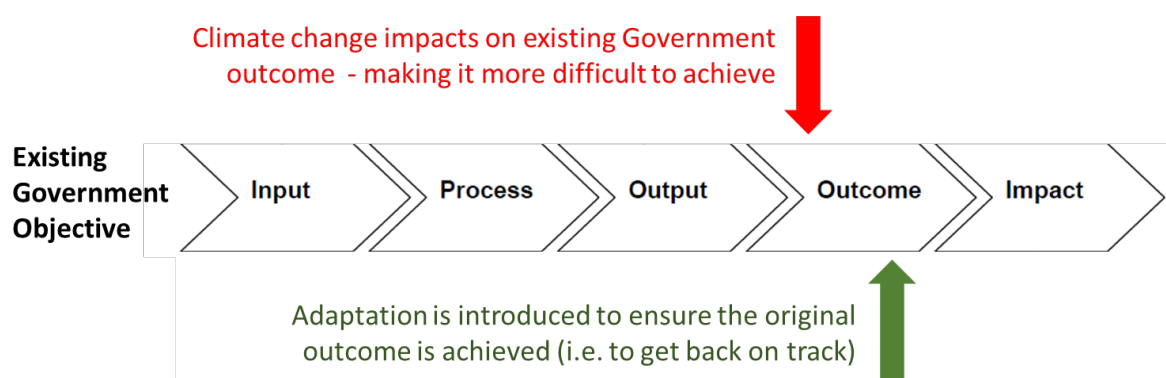 Climate change impacts on existing Government
outcome - making it more difficult to achieve
Existing
Government
Objective
Input
Process
Output
Outcome
Impact
Adaptation is introduced to ensure the original
outcome is achieved (i.e. to get back on track)